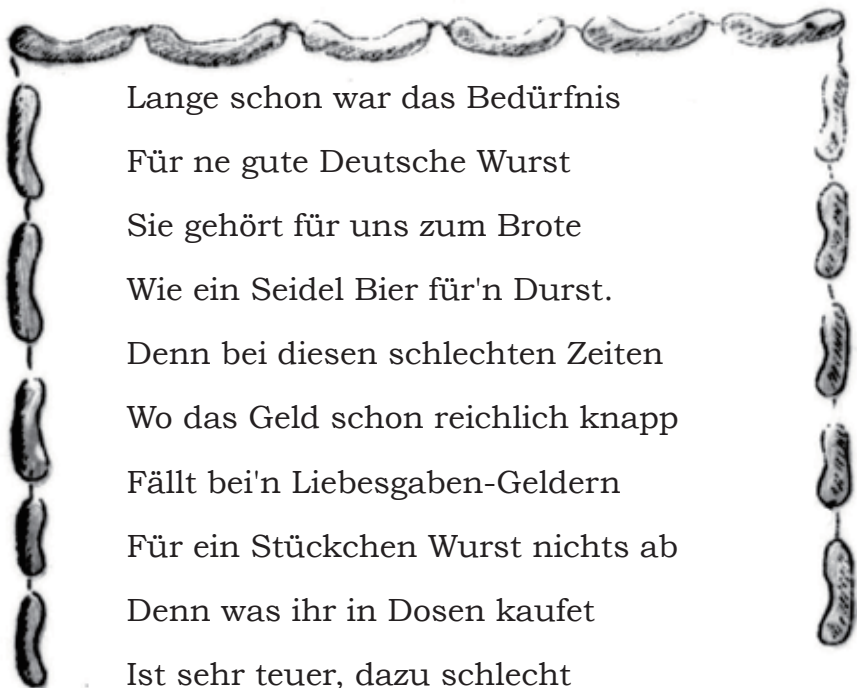 Lange schon war das Bedürfnis
Für ne gute Deutsche Wurst
Sie gehört für uns zum Brote
Wie ein Seidel Bier für'n Durst.
Denn bei diesen schlechten Zeiten
Wo das Geld schon reichlich knapp
Fällt bei'n Liebesgaben-Geldern
Für ein Stückchen Wurst nichts ab
Denn was ihr in Dosen kaufet
Ist sehr teuer, dazu schlecht